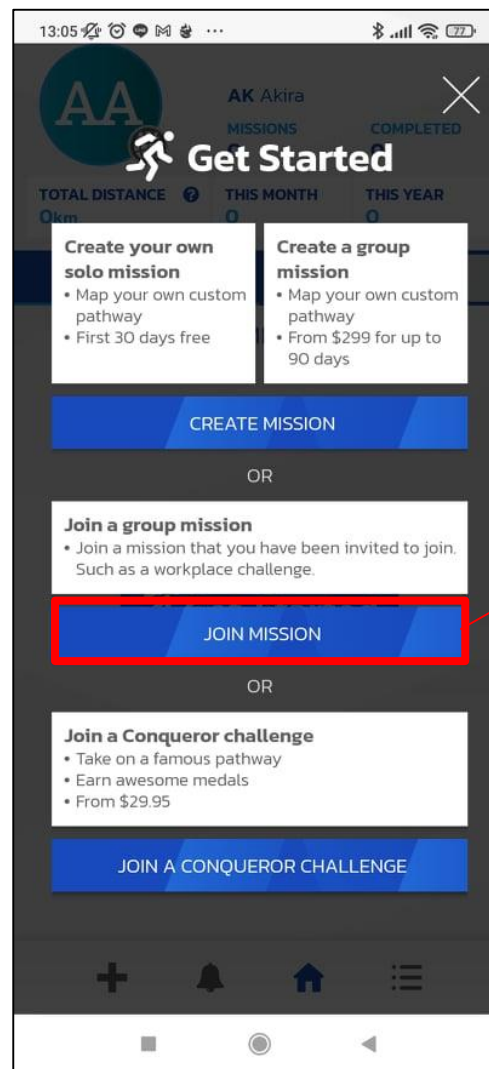 13:05
77
AA
AK Akira
MISSIONS
COMPLETED
Get Started
TOTAL DISTANCE ?
THIS MONTH
THIS YEAR
0km
0
0
Create your own
solo mission
• Map your own custom
pathway
• First 30 days free
Create a group
mission
• Map your own custom
pathway
• From $299 for up to
90 days
CREATE MISSION
OR
Join a group mission
• Join a mission that you have been invited to join.
Such as a workplace challenge.
JOIN MISSION
OR
Join a Conqueror challenge
• Take on a famous pathway
• Earn awesome medals
• From $29.95
JOIN A CONQUEROR CHALLENGE